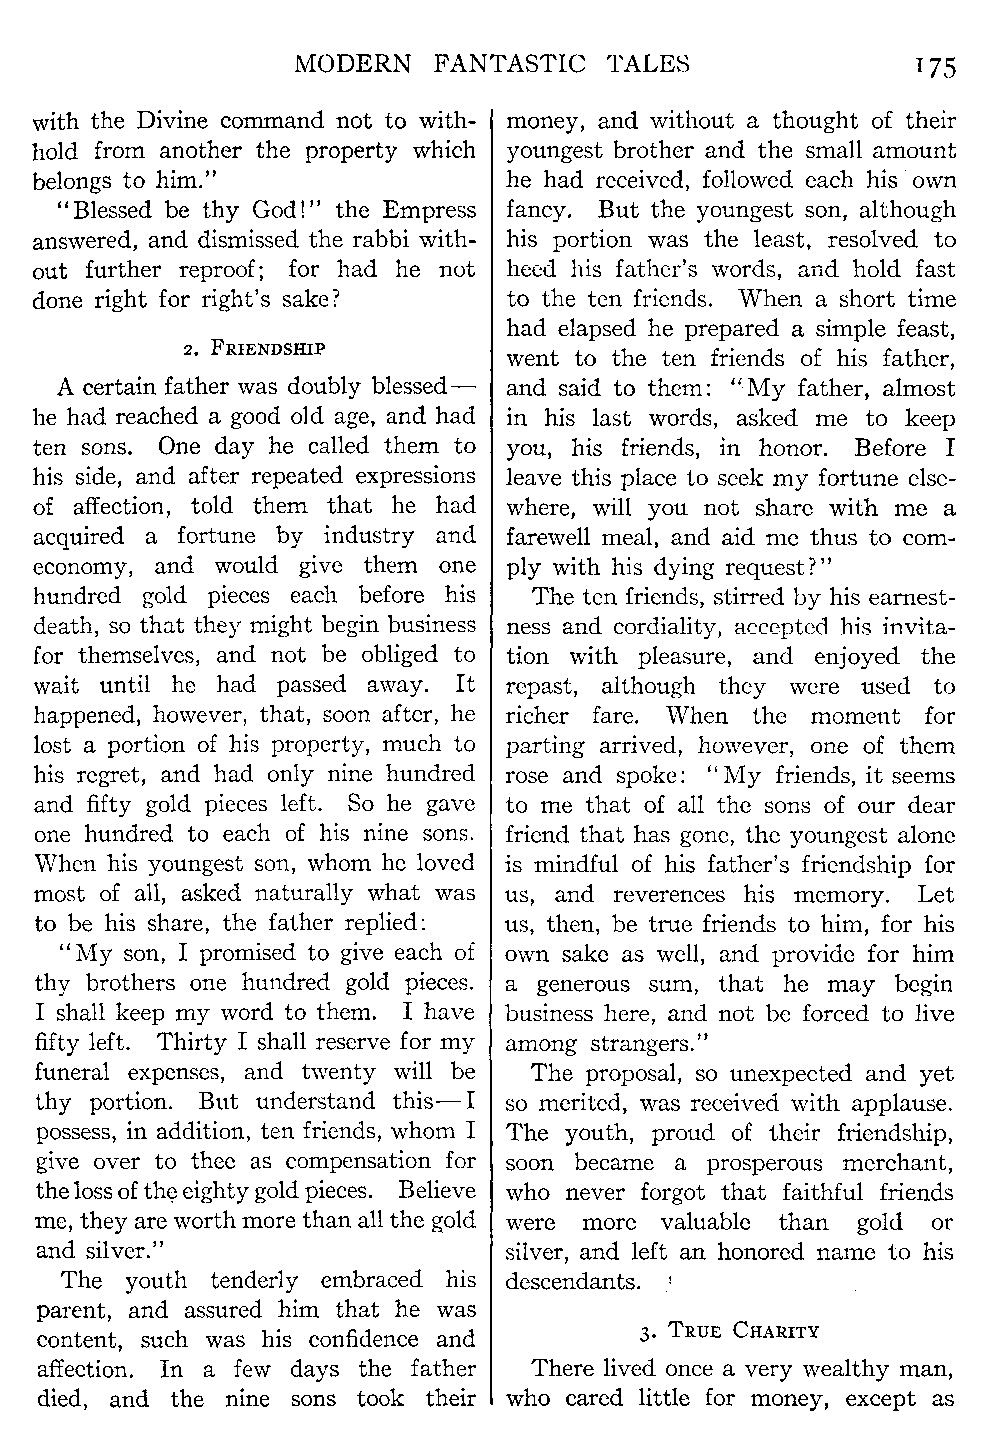 MODERN FANTASTIC TALES 175
with the Divine command not to with-
hold from another the property which
belongs to him."
"Blessed be thy God!" the Empress
answered, and dismissed the rabbi with-
out further reproof; for had he not
done right for right's sake?
2. FRIENDSHIP
A certain father was doubly blessed—
he had reached a good old age, and had
ten sons. One day he called them to
his side, and after repeated expressions
of affection, told them that he had
acquired a fortune by industry and
economy, and would give them one
hundred gold pieces each before his
death, so that they might begin business
for themselves, and not be obliged to
wait until he had passed away. It
happened, however, that, soon after, he
lost a portion of his property, much to
his regret, and had only nine hundred
and fifty gold pieces left. So he gave
one hundred to each of his nine sons.
When his youngest son, whom he loved
most of all, asked naturally what was
to be his share, the father replied:
"My son, I promised to give each of
thy brothers one hundred gold pieces.
I shall keep my word to them. I have
fifty left. Thirty I shall reserve for my
funeral expenses, and twenty will be
thy portion. But understand this—I
possess, in addition, ten friends, whom I
give over to thee as compensation for
the loss of the eighty gold pieces. Believe
me, they are worth more than all the gold
and silver."
The youth tenderly embraced his
parent, and assured him that he was
content, such was his confidence and
affection. In a few days the father
died, and the nine sons took their
money, and without a thought of their
youngest brother and the small amount
he had received, followed each his own
fancy. But the youngest son, although
his portion was the least, resolved to
heed his father's words, and hold fast
to the ten friends. When a short time
had elapsed he prepared a simple feast,
went to the ten friends of his father,
and said to them: "My father, almost
in his last words, asked me to keep
you, his friends, in honor. Before I
leave this place to seek my fortune else-
where, will you not share with me a
farewell meal, and aid me thus to com-
ply with his dying request?"
The ten friends, stirred by his earnest-
ness and cordiality, accepted his invita-
tion with pleasure, and enjoyed the
repast, although they were used to
richer fare. When the moment for
parting arrived, however, one of them
rose and spoke: "My friends, it seems
to me that of all the sons of our dear
friend that has gone, the youngest alone
is mindful of his father's friendship for
us, and reverences his memory. Let
us, then, be true friends to him, for his
own sake as well, and provide for him
a generous sum, that he may begin
business here, and not be forced to live
among strangers."
The proposal, so unexpected and yet
so merited, was received with applause.
The youth, proud of their friendship,
soon became a prosperous merchant,
who never forgot that faithful friends
were more valuable than gold or
silver, and left an honored name to his
descendants.
3. TRUE CHARITY
There lived once a very wealthy man,
who cared little for money, except as